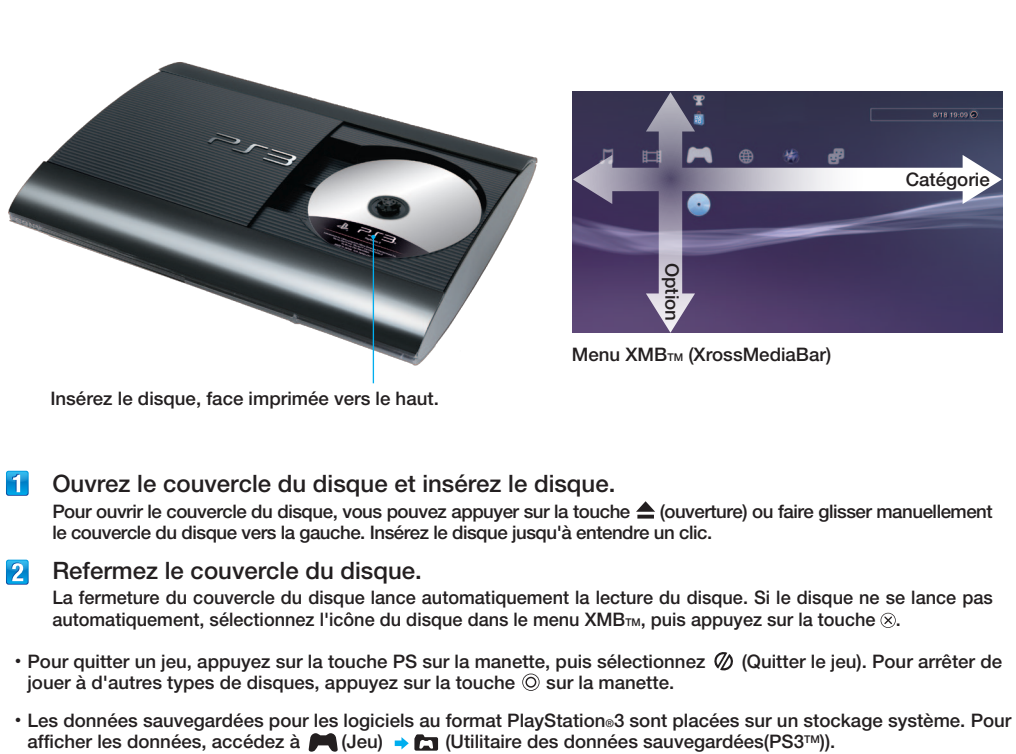 PS3
PS3
8/18 19:09
Catégorie
Option
Menu XMB™ (XrossMediaBar)
Insérez le disque, face imprimée vers le haut.
1 Ouvrez le couvercle du disque et insérez le disque.
Pour ouvrir le couvercle du disque, vous pouvez appuyer sur la touche ⏏ (ouverture) ou faire glisser manuellement
le couvercle du disque vers la gauche. Insérez le disque jusqu'à entendre un clic.
2 Refermez le couvercle du disque.
La fermeture du couvercle du disque lance automatiquement la lecture du disque. Si le disque ne se lance pas
automatiquement, sélectionnez l'icône du disque dans le menu XMB™, puis appuyez sur la touche ⊗.
• Pour quitter un jeu, appuyez sur la touche PS sur la manette, puis sélectionnez (Quitter le jeu). Pour arrêter de
jouer à d'autres types de disques, appuyez sur la touche ◎ sur la manette.
• Les données sauvegardées pour les logiciels au format PlayStation®3 sont placées sur un stockage système. Pour
afficher les données, accédez à (Jeu) → (Utilitaire des données sauvegardées(PS3™)).